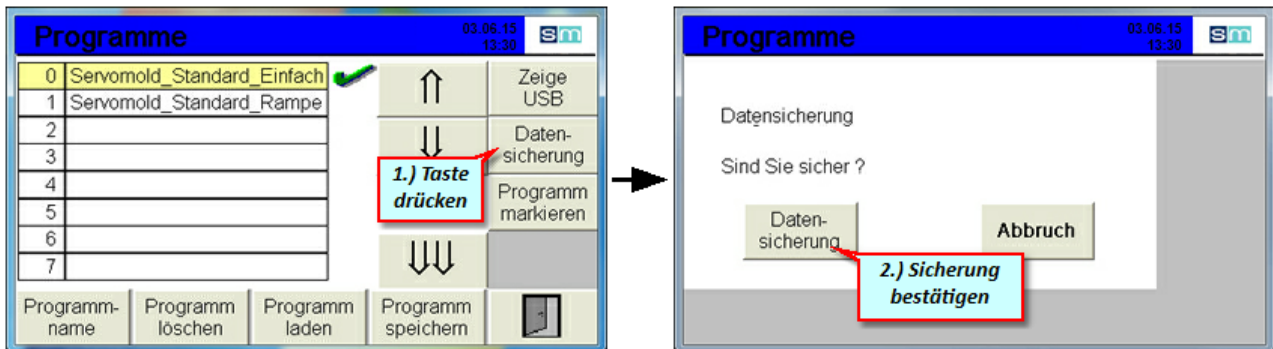 Programme
03.06.15
13:30
sm
0 Servomold_Standard_Einfach
1 Servomold_Standard_Rampe
2
3
4
5
6
7
Zeige
USB
Daten-
sicherung
Programm
markieren
1.) Taste
drücken
Programm-
name
Programm
löschen
Programm
laden
Programm
speichern
Programme
03.06.15
13:30
sm
Datensicherung
Sind Sie sicher ?
Daten-
sicherung
Abbruch
2.) Sicherung
bestätigen